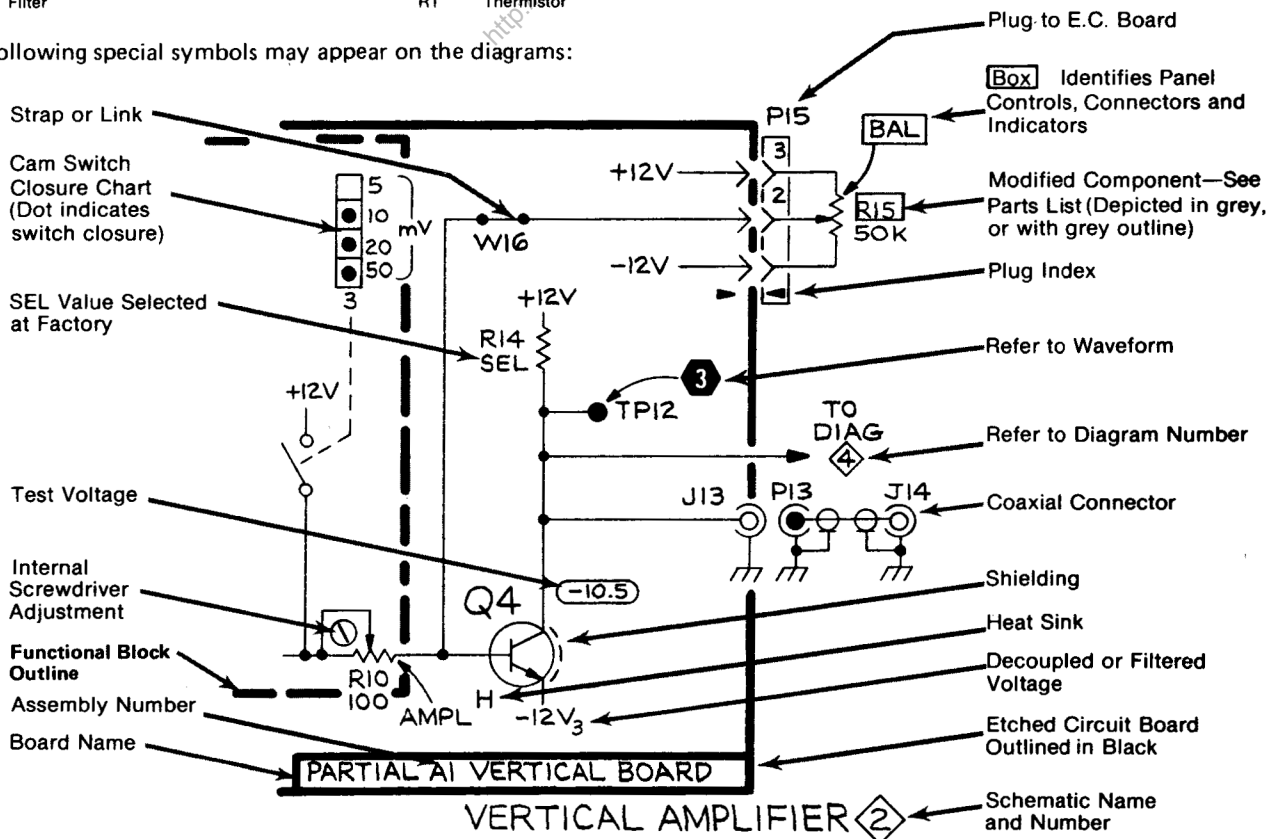 Filter
RT Thermistor
http:
ollowing special symbols may appear on the diagrams:
Strap or Link
Cam Switch
Closure Chart
(Dot indicates
switch closure)
SEL Value Selected
at Factory
Test Voltage
Internal
Screwdriver
Adjustment
Functional Block
Outline
Assembly Number
Board Name
5
10
20
50
mV
3
+12V
R10
100
AMPL
W16
+12V
-12V
P15
3
2
BAL
R15
50K
+12V
R14
SEL
3
TP12
TO
DIAG
4
J13
P13
J14
-10.5
Q4
H
-12V3
PARTIAL A1 VERTICAL BOARD
VERTICAL AMPLIFIER 2
Plug to E.C. Board
Box Identifies Panel
Controls, Connectors and
Indicators
Modified Component—See
Parts List (Depicted in grey,
or with grey outline)
Plug Index
Refer to Waveform
Refer to Diagram Number
Coaxial Connector
Shielding
Heat Sink
Decoupled or Filtered
Voltage
Etched Circuit Board
Outlined in Black
Schematic Name
and Number